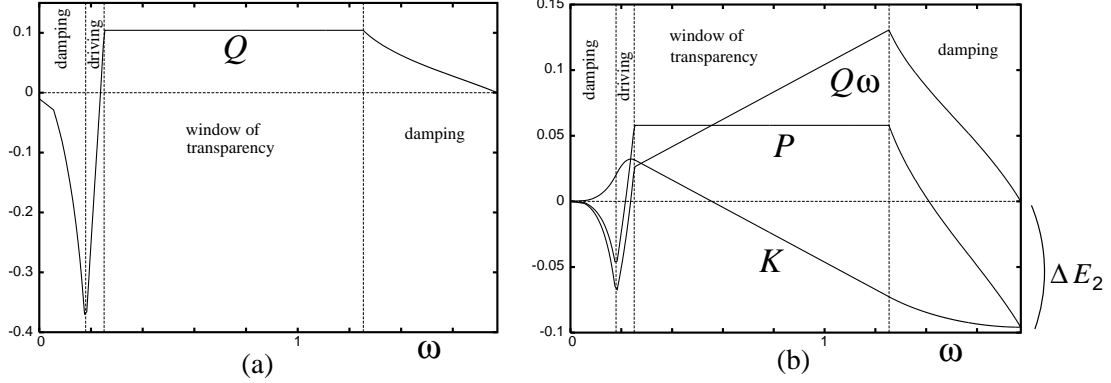 0.1
0
-0.1
-0.2
-0.3
-0.4
damping
driving
Q
window of
transparency
damping
0
1
ω
(a)
0.15
0.1
0.05
0
-0.05
-0.1
damping
driving
window of
transparency
damping
Qω
P
K
ΔE2
0
1
ω
(b)